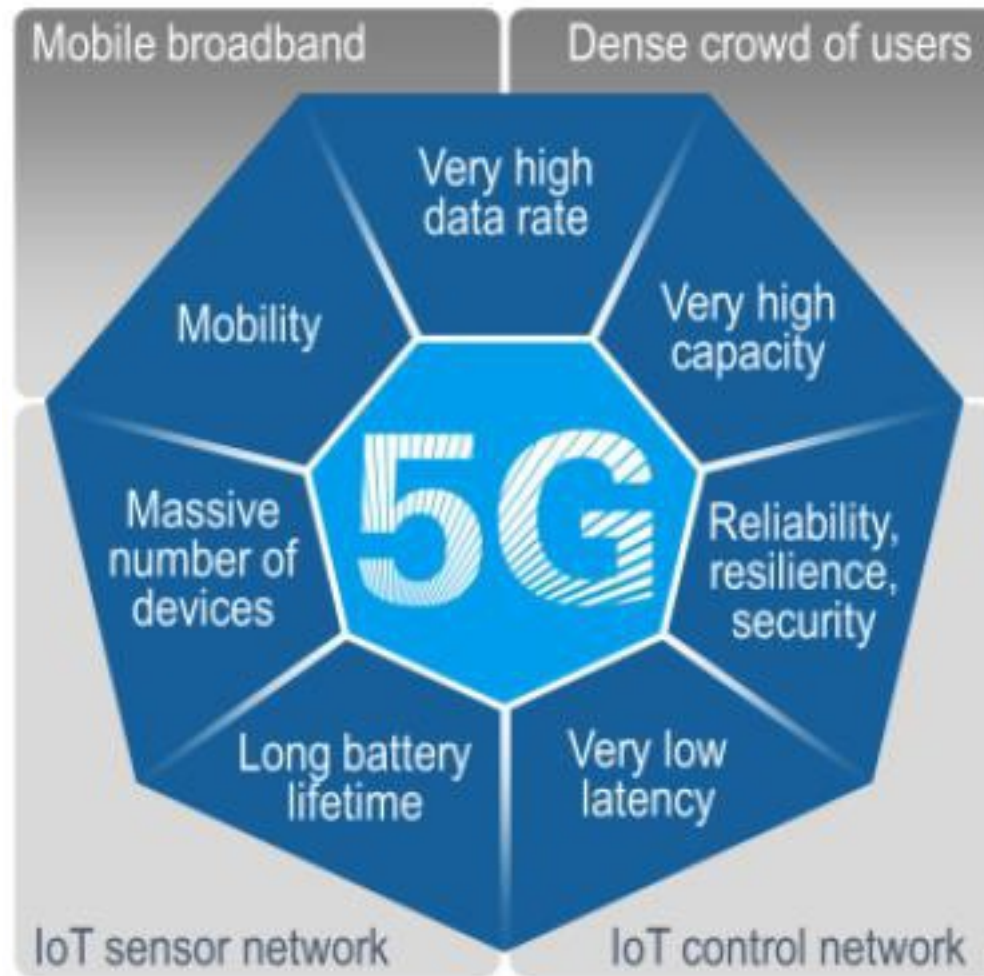 Mobile broadband
Dense crowd of users
Very high
data rate
Mobility
Very high
capacity
5G
Massive
number of
devices
Reliability,
resilience,
security
Long battery
lifetime
Very low
latency
IoT sensor network
IoT control network